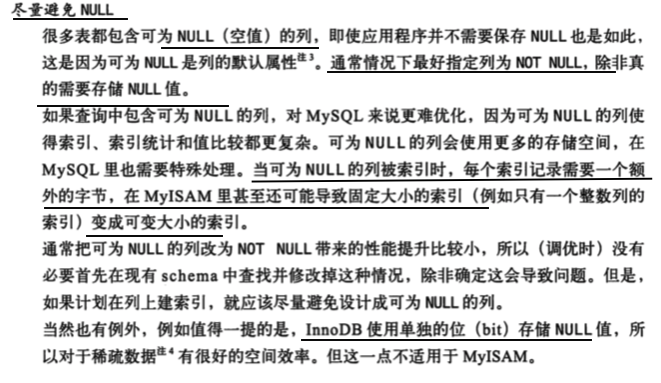 尽量避免 NULL
很多表都包含可为 NULL（空值）的列，即使应用程序并不需要保存 NULL 也是如此，
这是因为可为 NULL 是列的默认属性注3。通常情况下最好指定列为 NOT NULL，除非真
的需要存储 NULL 值。
如果查询中包含可为 NULL 的列，对 MySQL 来说更难优化，因为可为 NULL 的列使
得索引、索引统计和值比较都更复杂。可为 NULL 的列会使用更多的存储空间，在
MySQL 里也需要特殊处理。当可为 NULL 的列被索引时，每个索引记录需要一个额
外的字节，在 MyISAM 里甚至还可能导致固定大小的索引（例如只有一个整数列的
索引）变成可变大小的索引。
通常把可为 NULL 的列改为 NOT NULL 带来的性能提升比较小，所以（调优时）没有
必要首先在现有 schema 中查找并修改掉这种情况，除非确定这会导致问题。但是，
如果计划在列上建索引，就应该尽量避免设计成可为 NULL 的列。
当然也有例外，例如值得一提的是，InnoDB 使用单独的位（bit）存储 NULL 值，所
以对于稀疏数据注4 有很好的空间效率。但这一点不适用于 MyISAM。